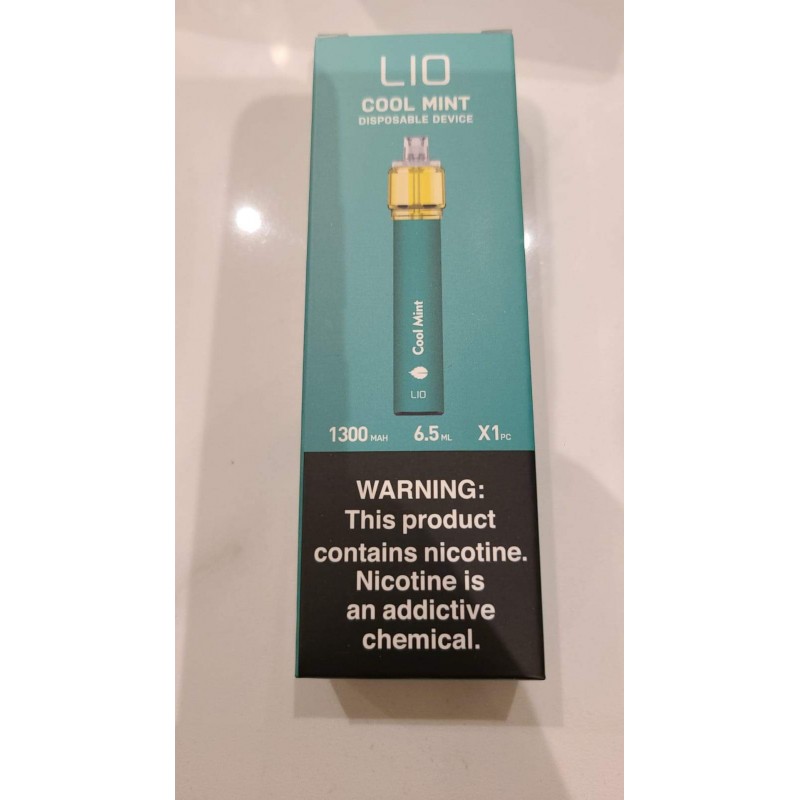 LIO
COOL MINT
DISPOSABLE DEVICE
Cool Mint
LIO
1300 MAH 6.5 ML X1 PC
WARNING:
This product
contains nicotine.
Nicotine is
an addictive
chemical.